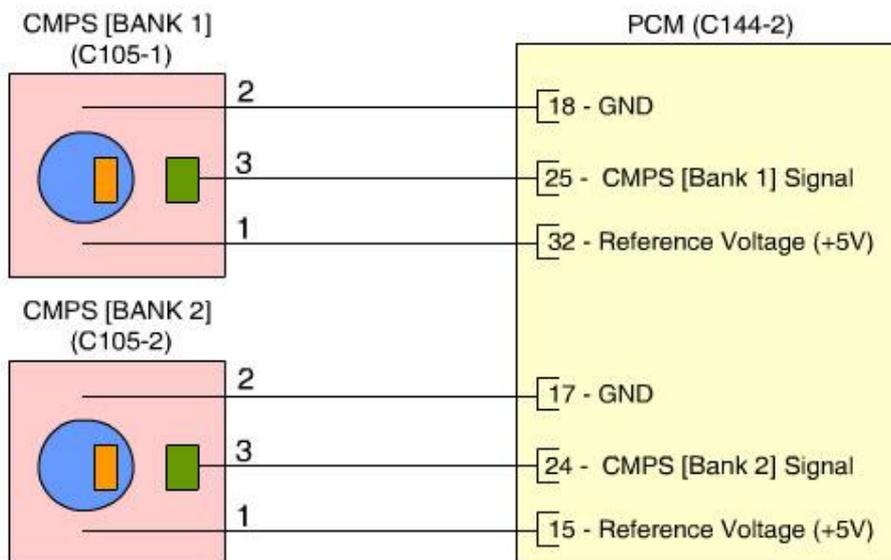 CMPS [BANK 1]
(C105-1)
PCM (C144-2)
2
18 - GND
3
25 - CMPS [Bank 1] Signal
1
32 - Reference Voltage (+5V)
CMPS [BANK 2]
(C105-2)
2
17 - GND
3
24 - CMPS [Bank 2] Signal
1
15 - Reference Voltage (+5V)